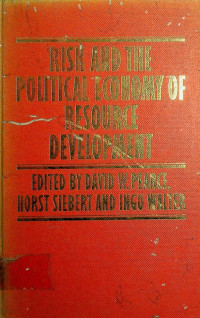 RISK AND THE
POLITICAL ECONOMY OF
RESOURCE
DEVELOPMENT
EDITED BY DAVID W. PEARCE,
HORST SIEBERT AND INGO WALTER